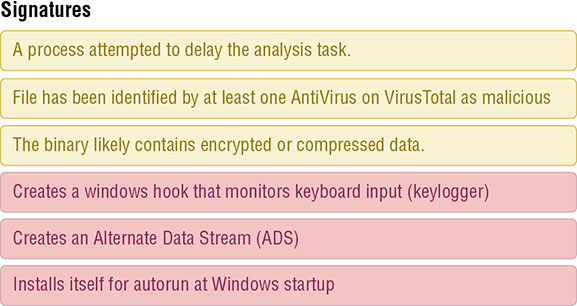 Signatures
A process attempted to delay the analysis task.
File has been identified by at least one AntiVirus on VirusTotal as malicious
The binary likely contains encrypted or compressed data.
Creates a windows hook that monitors keyboard input (keylogger)
Creates an Alternate Data Stream (ADS)
Installs itself for autorun at Windows startup